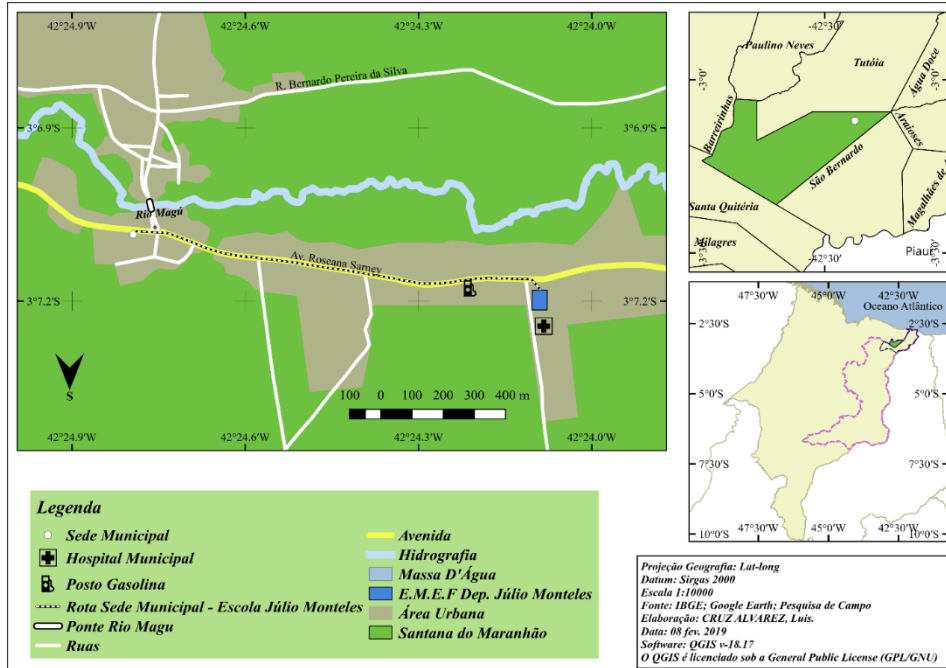 42°24.9'W 42°24.6'W 42°24.3'W 42°24.0'W
R. Bernardo Pereira da Silva
3°6.9'S 3°6.9'S
Rio Magú
Av. Roseana Sarney
3°7.2'S 3°7.2'S
S
100 0 100 200 300 400 m
42°24.9'W 42°24.6'W 42°24.3'W 42°24.0'W
-42°30'
Paulino Neves
Tutóia
Água Doce
-3°0' -3°0'
Barreirinhas
Araioses
São Bernardo
Magalhães de
Santa Quitéria
Milagres
Piauí
-3°30' -3°30'
-42°30'
47°30'W 45°0'W 42°30'W
Oceano Atlântico
2°30'S 2°30'S
5°0'S 5°0'S
7°30'S 7°30'S
10°0'S 10°0'S
47°30'W 45°0'W 42°30'W
Legenda
Sede Municipal
Hospital Municipal
Posto Gasolina
Rota Sede Municipal - Escola Júlio Monteles
Ponte Rio Magu
Ruas
Avenida
Hidrografia
Massa D'Água
E.M.E.F Dep. Júlio Monteles
Área Urbana
Santana do Maranhão
Projeção Geografia: Lat-long
Datum: Sirgas 2000
Escala 1:10000
Fonte: IBGE; Google Earth; Pesquisa de Campo
Elaboração: CRUZ ALVAREZ, Luis.
Data: 08 fev. 2019
Software: QGIS v-18.17
O QGIS é licenciado sob a General Public License (GPL/GNU)